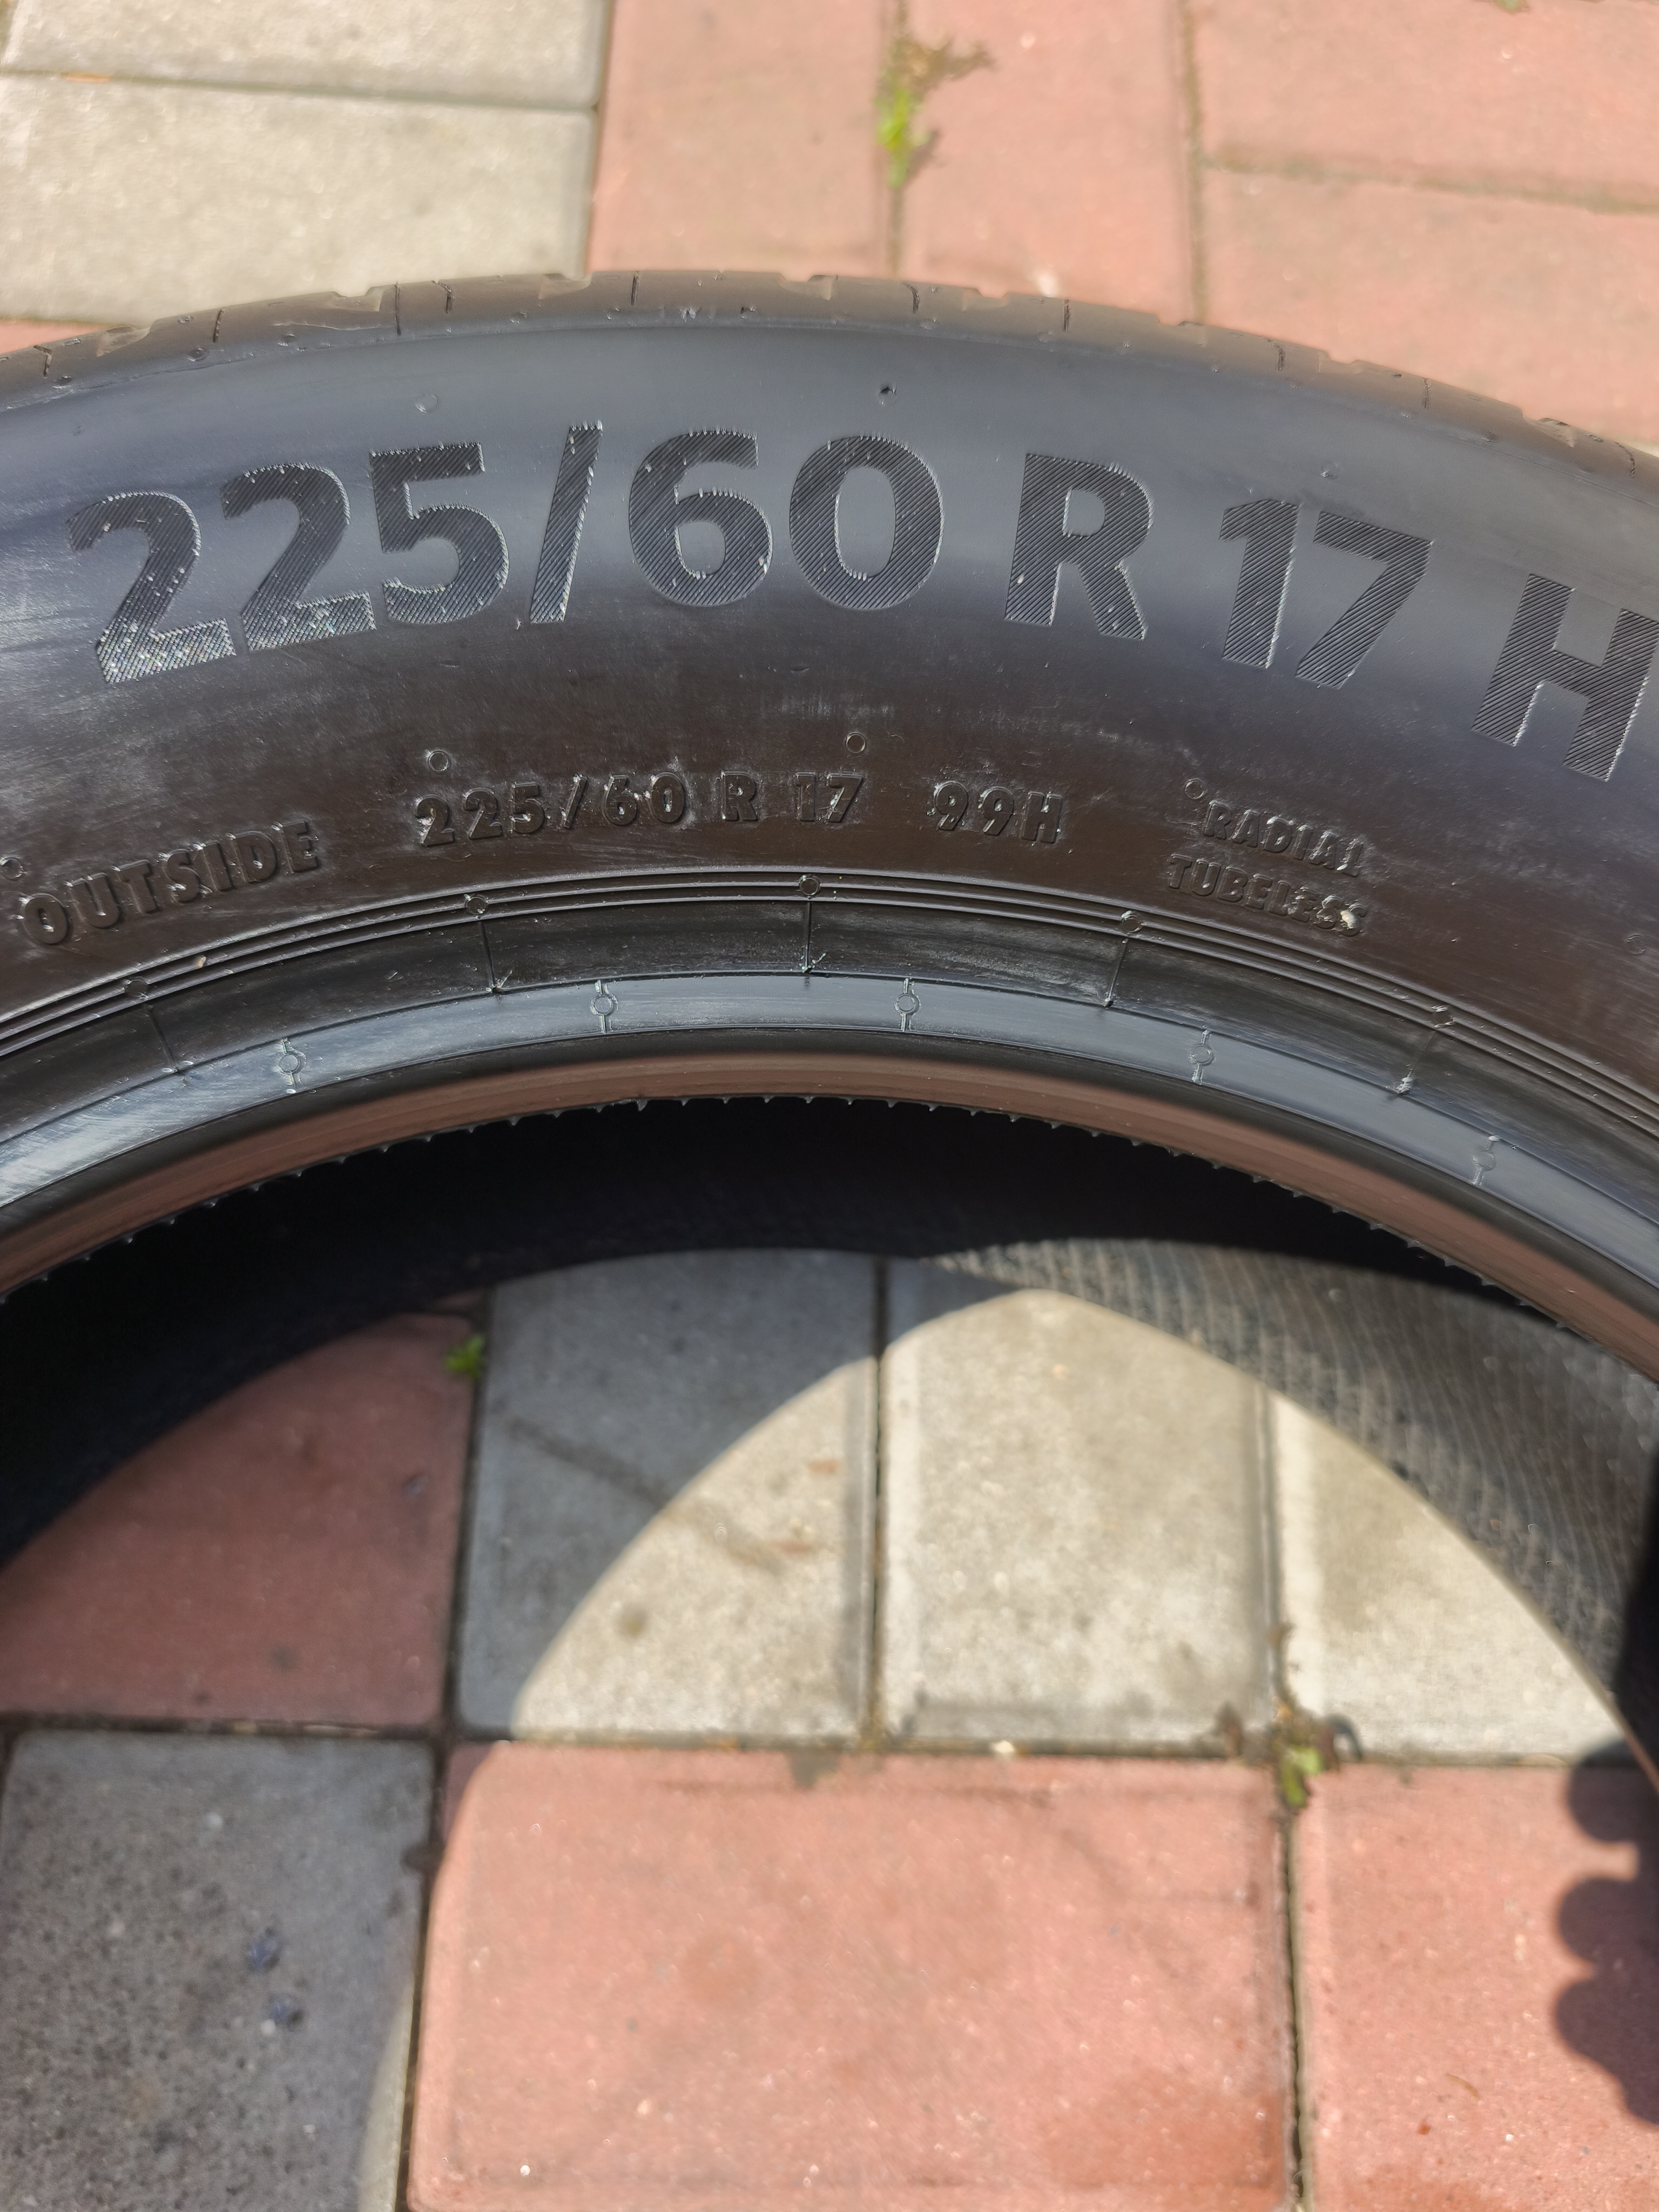 225/60 R 17 H
OUTSIDE 225/60 R 17 99H RADIAL
TUBELESS